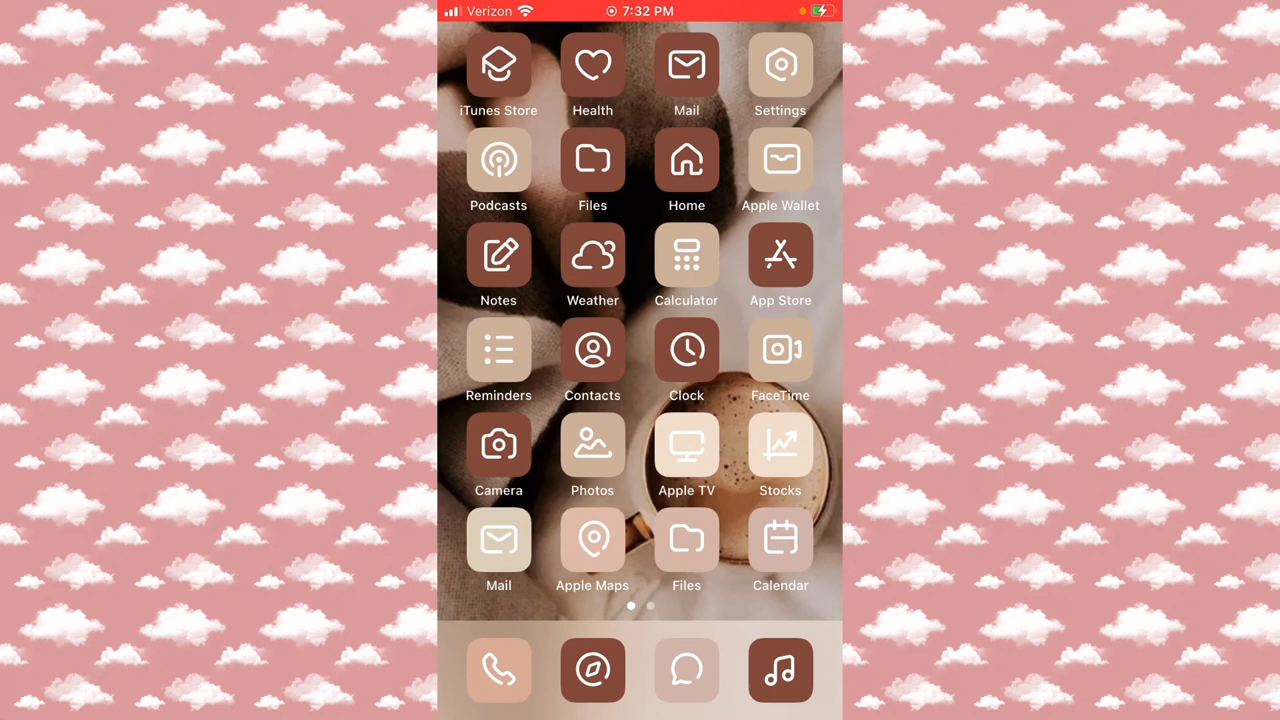 Verizon 7:32 PM
iTunes Store Health Mail Settings
Podcasts Files Home Apple Wallet
Notes Weather Calculator App Store
Reminders Contacts Clock FaceTime
Camera Photos Apple TV Stocks
Mail Apple Maps Files Calendar